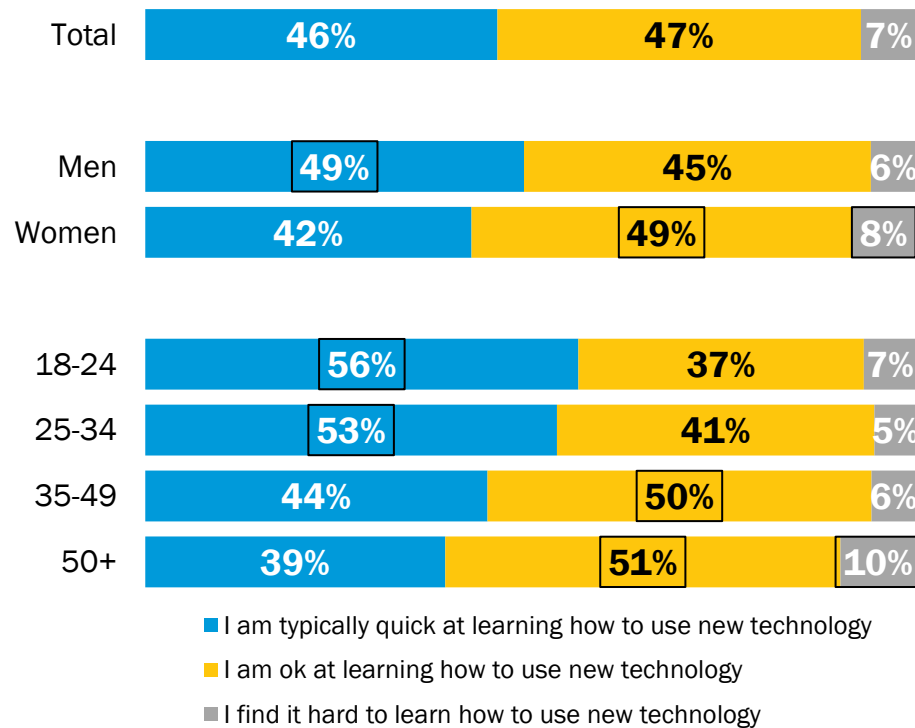 Total 46% 47% 7%
Men 49% 45% 6%
Women 42% 49% 8%
18-24 56% 37% 7%
25-34 53% 41% 5%
35-49 44% 50% 6%
50+ 39% 51% 10%
I am typically quick at learning how to use new technology
I am ok at learning how to use new technology
I find it hard to learn how to use new technology